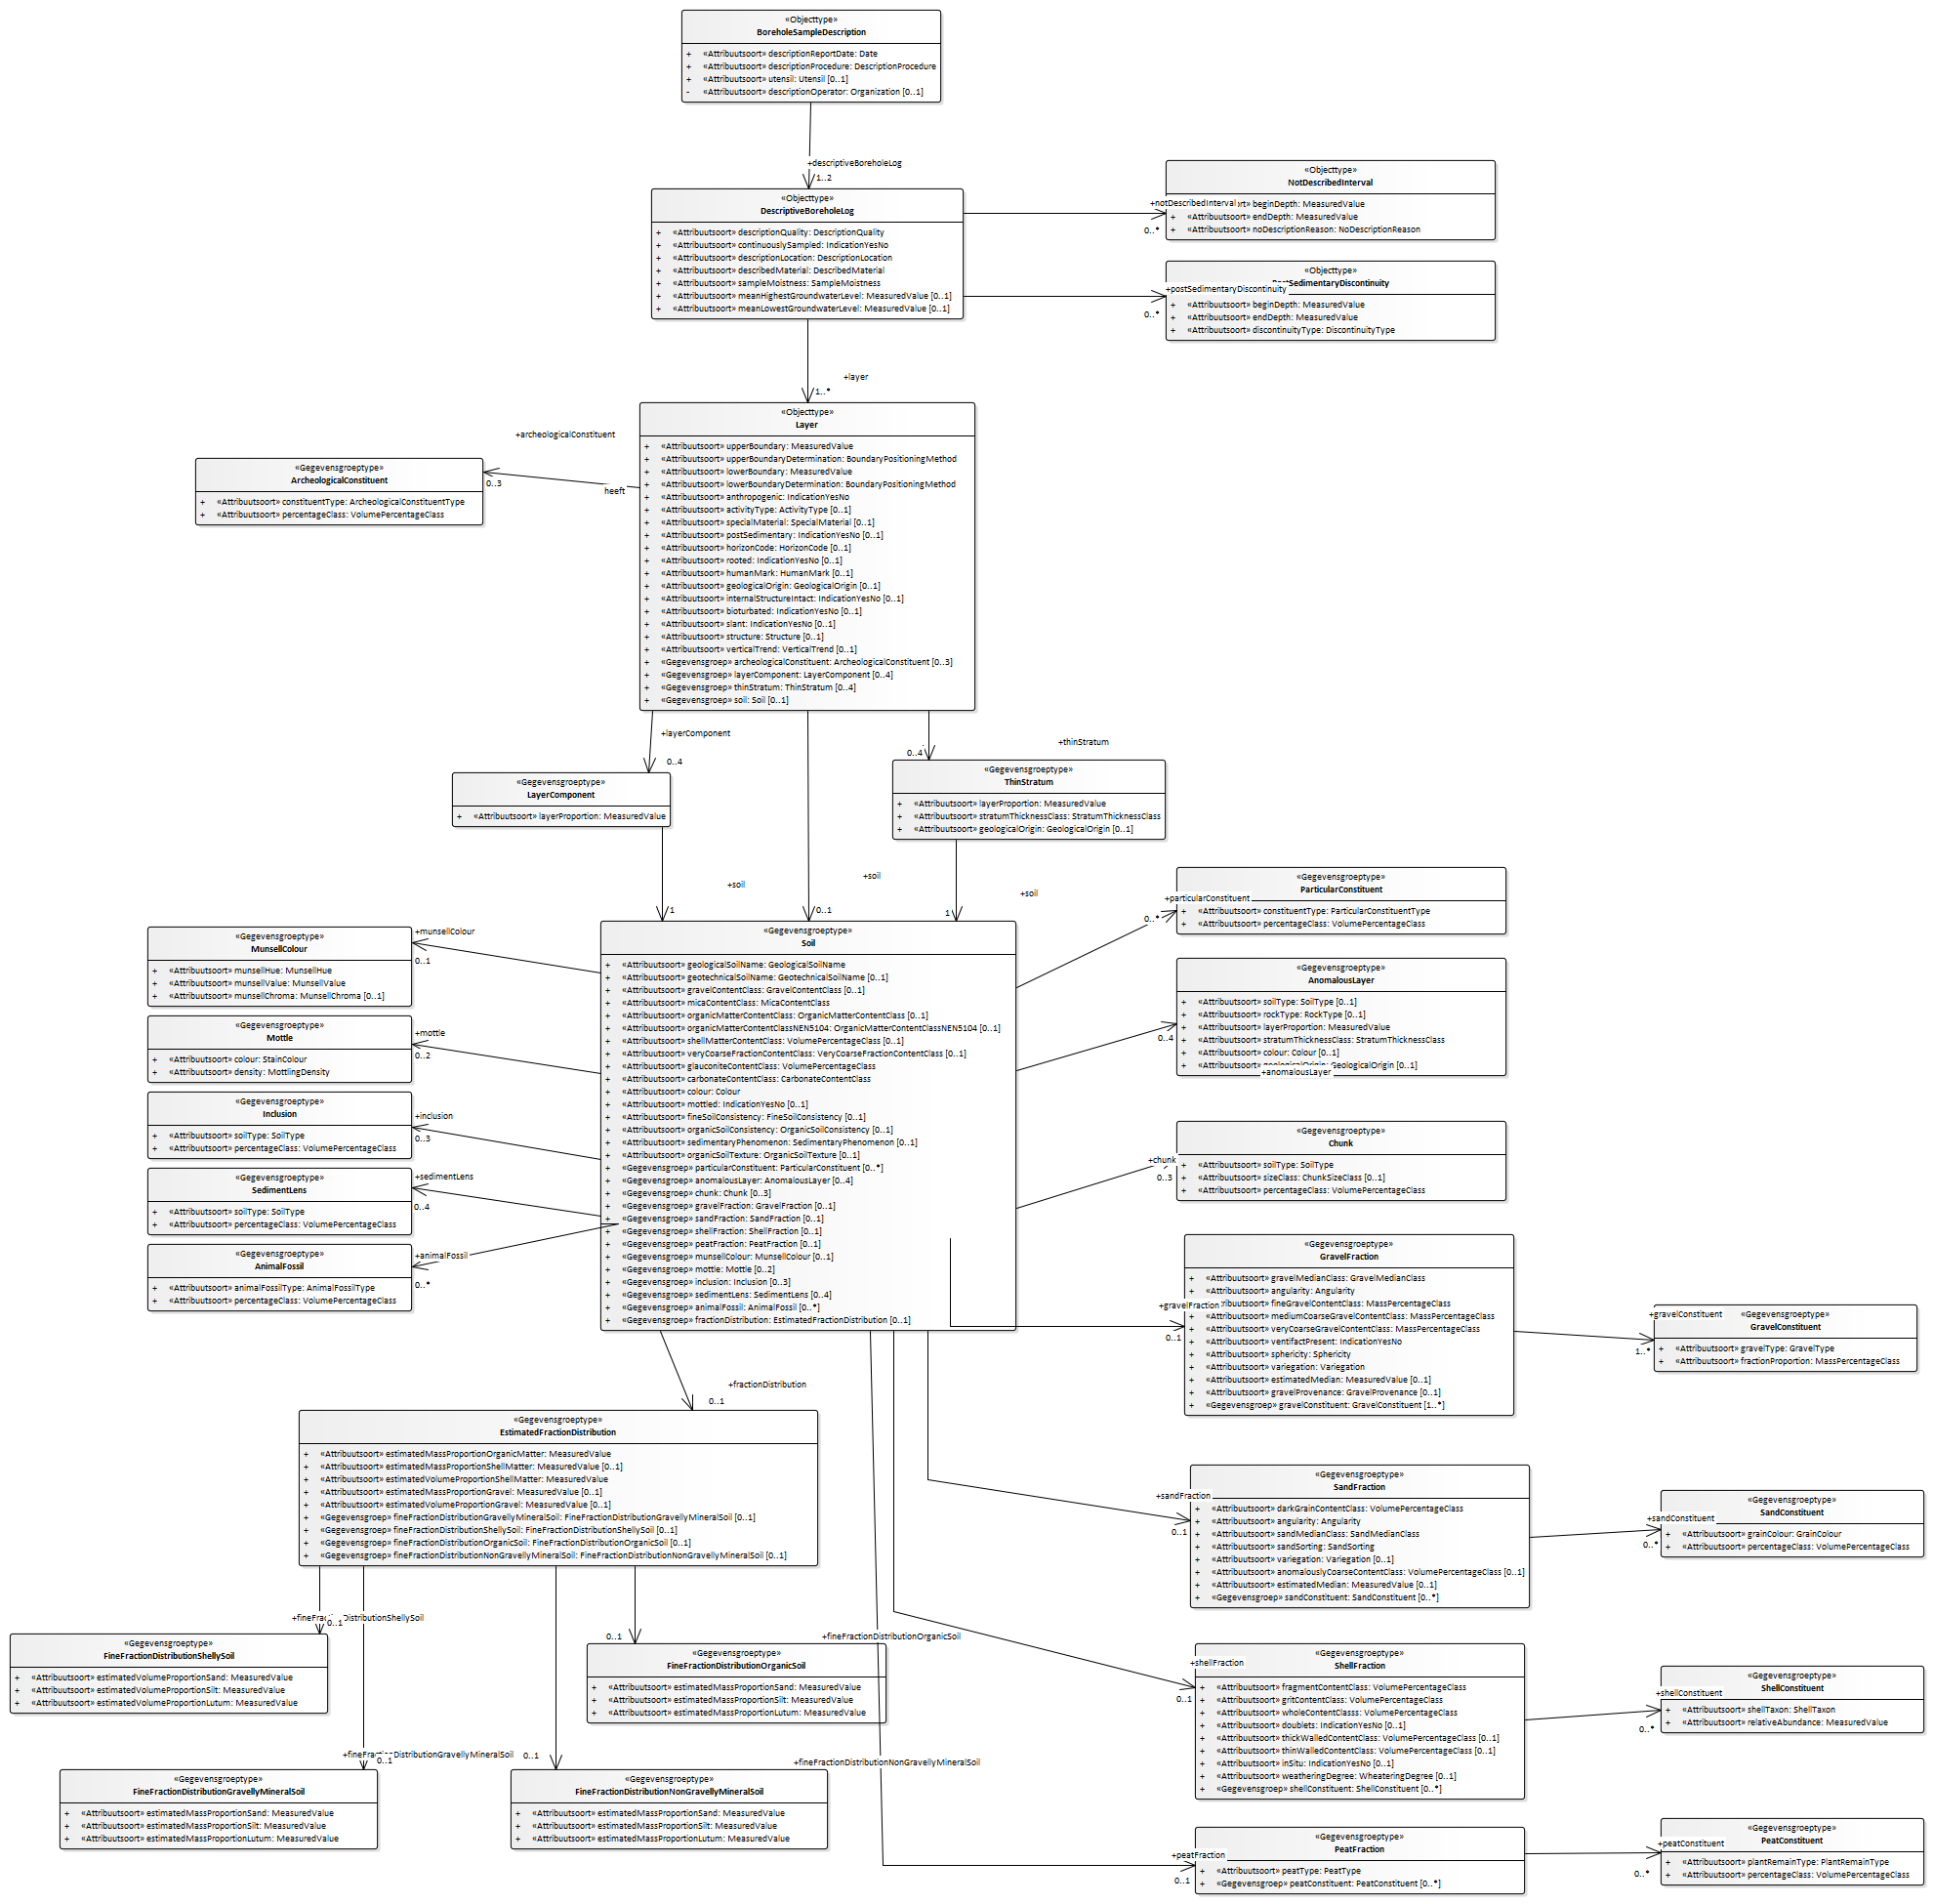 «Objecttype»
BoreholeSampleDescription
+ «Attribuutsoort» descriptionReportDate: Date
+ «Attribuutsoort» descriptionProcedure: DescriptionProcedure
+ «Attribuutsoort» utensil: Utensil [0..1]
- «Attribuutsoort» descriptionOperator: Organization [0..1]
+descriptiveBoreholeLog
1..2
«Objecttype»
DescriptiveBoreholeLog
+ «Attribuutsoort» descriptionQuality: DescriptionQuality
+ «Attribuutsoort» continuouslySampled: IndicationYesNo
+ «Attribuutsoort» descriptionLocation: DescriptionLocation
+ «Attribuutsoort» describedMaterial: DescribedMaterial
+ «Attribuutsoort» sampleMoistness: SampleMoistness
+ «Attribuutsoort» meanHighestGroundwaterLevel: MeasuredValue [0..1]
+ «Attribuutsoort» meanLowestGroundwaterLevel: MeasuredValue [0..1]
«Objecttype»
NotDescribedInterval
+notDescribedInterval
beginDepth: MeasuredValue
+ «Attribuutsoort» endDepth: MeasuredValue
+ «Attribuutsoort» noDescriptionReason: NoDescriptionReason
0..*
«Objecttype»
PostSedimentaryDiscontinuity
+postSedimentaryDiscontinuity
+ «Attribuutsoort» beginDepth: MeasuredValue
+ «Attribuutsoort» endDepth: MeasuredValue
+ «Attribuutsoort» discontinuityType: DiscontinuityType
0..*
+layer
1..*
«Objecttype»
Layer
+ «Attribuutsoort» upperBoundary: MeasuredValue
+ «Attribuutsoort» upperBoundaryDetermination: BoundaryPositioningMethod
+ «Attribuutsoort» lowerBoundary: MeasuredValue
+ «Attribuutsoort» lowerBoundaryDetermination: BoundaryPositioningMethod
+ «Attribuutsoort» anthropogenic: IndicationYesNo
+ «Attribuutsoort» activityType: ActivityType [0..1]
+ «Attribuutsoort» specialMaterial: SpecialMaterial [0..1]
+ «Attribuutsoort» postSedimentary: IndicationYesNo [0..1]
+ «Attribuutsoort» horizonCode: HorizonCode [0..1]
+ «Attribuutsoort» rooted: IndicationYesNo [0..1]
+ «Attribuutsoort» humanMark: HumanMark [0..1]
+ «Attribuutsoort» geologicalOrigin: GeologicalOrigin [0..1]
+ «Attribuutsoort» internalStructureIntact: IndicationYesNo [0..1]
+ «Attribuutsoort» bioturbated: IndicationYesNo [0..1]
+ «Attribuutsoort» slant: IndicationYesNo [0..1]
+ «Attribuutsoort» structure: Structure [0..1]
+ «Attribuutsoort» verticalTrend: VerticalTrend [0..1]
+ «Gegevensgroep» archeologicalConstituent: ArcheologicalConstituent [0..3]
+ «Gegevensgroep» layerComponent: LayerComponent [0..4]
+ «Gegevensgroep» thinStratum: ThinStratum [0..4]
+ «Gegevensgroep» soil: Soil [0..1]
+archeologicalConstituent
heeft
0..3
«Gegevensgroeptype»
ArcheologicalConstituent
+ «Attribuutsoort» constituentType: ArcheologicalConstituentType
+ «Attribuutsoort» percentageClass: VolumePercentageClass
+layerComponent
0..4
«Gegevensgroeptype»
LayerComponent
+ «Attribuutsoort» layerProportion: MeasuredValue
+thinStratum
0..4
«Gegevensgroeptype»
ThinStratum
+ «Attribuutsoort» layerProportion: MeasuredValue
+ «Attribuutsoort» stratumThicknessClass: StratumThicknessClass
+ «Attribuutsoort» geologicalOrigin: GeologicalOrigin [0..1]
+soil
1
+soil
0..1
+soil
1
«Gegevensgroeptype»
Soil
+ «Attribuutsoort» geologicalSoilName: GeologicalSoilName
+ «Attribuutsoort» geotechnicalSoilName: GeotechnicalSoilName [0..1]
+ «Attribuutsoort» gravelContentClass: GravelContentClass [0..1]
+ «Attribuutsoort» micaContentClass: MicaContentClass
+ «Attribuutsoort» organicMatterContentClass: OrganicMatterContentClass [0..1]
+ «Attribuutsoort» organicMatterContentClassNEN5104: OrganicMatterContentClassNEN5104 [0..1]
+ «Attribuutsoort» shellMatterContentClass: VolumePercentageClass [0..1]
+ «Attribuutsoort» veryCoarseFractionContentClass: VeryCoarseFractionContentClass [0..1]
+ «Attribuutsoort» glauconiteContentClass: VolumePercentageClass
+ «Attribuutsoort» carbonateContentClass: CarbonateContentClass
+ «Attribuutsoort» colour: Colour
+ «Attribuutsoort» mottled: IndicationYesNo [0..1]
+ «Attribuutsoort» fineSoilConsistency: FineSoilConsistency [0..1]
+ «Attribuutsoort» organicSoilConsistency: OrganicSoilConsistency [0..1]
+ «Attribuutsoort» sedimentaryPhenomenon: SedimentaryPhenomenon [0..1]
+ «Attribuutsoort» organicSoilTexture: OrganicSoilTexture [0..1]
+ «Gegevensgroep» particularConstituent: ParticularConstituent [0..*]
+ «Gegevensgroep» anomalousLayer: AnomalousLayer [0..4]
+ «Gegevensgroep» chunk: Chunk [0..3]
+ «Gegevensgroep» gravelFraction: GravelFraction [0..1]
+ «Gegevensgroep» sandFraction: SandFraction [0..1]
+ «Gegevensgroep» shellFraction: ShellFraction [0..1]
+ «Gegevensgroep» peatFraction: PeatFraction [0..1]
+ «Gegevensgroep» munsellColour: MunsellColour [0..1]
+ «Gegevensgroep» mottle: Mottle [0..2]
+ «Gegevensgroep» inclusion: Inclusion [0..3]
+ «Gegevensgroep» sedimentLens: SedimentLens [0..4]
+ «Gegevensgroep» animalFossil: AnimalFossil [0..*]
+ «Gegevensgroep» fractionDistribution: EstimatedFractionDistribution [0..1]
«Gegevensgroeptype»
MunsellColour
+ «Attribuutsoort» munsellHue: MunsellHue
+ «Attribuutsoort» munsellValue: MunsellValue
+ «Attribuutsoort» munsellChroma: MunsellChroma [0..1]
+munsellColour
0..1
«Gegevensgroeptype»
Mottle
+ «Attribuutsoort» colour: StainColour
+ «Attribuutsoort» density: MottlingDensity
+mottle
0..2
«Gegevensgroeptype»
Inclusion
+ «Attribuutsoort» soilType: SoilType
+ «Attribuutsoort» percentageClass: VolumePercentageClass
+inclusion
0..3
«Gegevensgroeptype»
SedimentLens
+ «Attribuutsoort» soilType: SoilType
+ «Attribuutsoort» percentageClass: VolumePercentageClass
+sedimentLens
0..4
«Gegevensgroeptype»
AnimalFossil
+ «Attribuutsoort» animalFossilType: AnimalFossilType
+ «Attribuutsoort» percentageClass: VolumePercentageClass
+animalFossil
0..*
«Gegevensgroeptype»
ParticularConstituent
+particularConstituent
0..*
+ «Attribuutsoort» constituentType: ParticularConstituentType
+ «Attribuutsoort» percentageClass: VolumePercentageClass
«Gegevensgroeptype»
AnomalousLayer
+ «Attribuutsoort» soilType: SoilType [0..1]
+ «Attribuutsoort» rockType: RockType [0..1]
+ «Attribuutsoort» layerProportion: MeasuredValue
+ «Attribuutsoort» stratumThicknessClass: StratumThicknessClass
+ «Attribuutsoort» colour: Colour [0..1]
+ «Attribuutsoort» geologicalOrigin: GeologicalOrigin [0..1]
+anomalousLayer
0..4
«Gegevensgroeptype»
Chunk
+chunk
0..3
+ «Attribuutsoort» soilType: SoilType
+ «Attribuutsoort» sizeClass: ChunkSizeClass [0..1]
+ «Attribuutsoort» percentageClass: VolumePercentageClass
«Gegevensgroeptype»
GravelFraction
+ «Attribuutsoort» gravelMedianClass: GravelMedianClass
+ «Attribuutsoort» angularity: Angularity
+gravelFraction
fineGravelContentClass: MassPercentageClass
+ «Attribuutsoort» mediumCoarseGravelContentClass: MassPercentageClass
+ «Attribuutsoort» veryCoarseGravelContentClass: MassPercentageClass
+ «Attribuutsoort» ventifactPresent: IndicationYesNo
+ «Attribuutsoort» sphericity: Sphericity
+ «Attribuutsoort» variegation: Variegation
+ «Attribuutsoort» estimatedMedian: MeasuredValue [0..1]
+ «Attribuutsoort» gravelProvenance: GravelProvenance [0..1]
+ «Gegevensgroep» gravelConstituent: GravelConstituent [1..*]
0..1
+gravelConstituent
1..*
«Gegevensgroeptype»
GravelConstituent
+ «Attribuutsoort» gravelType: GravelType
+ «Attribuutsoort» fractionProportion: MassPercentageClass
+fractionDistribution
0..1
«Gegevensgroeptype»
EstimatedFractionDistribution
+ «Attribuutsoort» estimatedMassProportionOrganicMatter: MeasuredValue
+ «Attribuutsoort» estimatedMassProportionShellMatter: MeasuredValue [0..1]
+ «Attribuutsoort» estimatedVolumeProportionShellMatter: MeasuredValue
+ «Attribuutsoort» estimatedMassProportionGravel: MeasuredValue [0..1]
+ «Attribuutsoort» estimatedVolumeProportionGravel: MeasuredValue [0..1]
+ «Gegevensgroep» fineFractionDistributionGravellyMineralSoil: FineFractionDistributionGravellyMineralSoil [0..1]
+ «Gegevensgroep» fineFractionDistributionShellySoil: FineFractionDistributionShellySoil [0..1]
+ «Gegevensgroep» fineFractionDistributionOrganicSoil: FineFractionDistributionOrganicSoil [0..1]
+ «Gegevensgroep» fineFractionDistributionNonGravellyMineralSoil: FineFractionDistributionNonGravellyMineralSoil [0..1]
+sandFraction
0..1
«Gegevensgroeptype»
SandFraction
+ «Attribuutsoort» darkGrainContentClass: VolumePercentageClass
+ «Attribuutsoort» angularity: Angularity
+ «Attribuutsoort» sandMedianClass: SandMedianClass
+ «Attribuutsoort» sandSorting: SandSorting
+ «Attribuutsoort» variegation: Variegation [0..1]
+ «Attribuutsoort» anomalouslyCoarseContentClass: VolumePercentageClass [0..1]
+ «Attribuutsoort» estimatedMedian: MeasuredValue [0..1]
+ «Gegevensgroep» sandConstituent: SandConstituent [0..*]
«Gegevensgroeptype»
SandConstituent
+sandConstituent
0..*
+ «Attribuutsoort» grainColour: GrainColour
+ «Attribuutsoort» percentageClass: VolumePercentageClass
+fineFractionDistributionShellySoil
0..1
«Gegevensgroeptype»
FineFractionDistributionShellySoil
+ «Attribuutsoort» estimatedVolumeProportionSand: MeasuredValue
+ «Attribuutsoort» estimatedVolumeProportionSilt: MeasuredValue
+ «Attribuutsoort» estimatedVolumeProportionLutum: MeasuredValue
+fineFractionDistributionOrganicSoil
0..1
«Gegevensgroeptype»
FineFractionDistributionOrganicSoil
+ «Attribuutsoort» estimatedMassProportionSand: MeasuredValue
+ «Attribuutsoort» estimatedMassProportionSilt: MeasuredValue
+ «Attribuutsoort» estimatedMassProportionLutum: MeasuredValue
+shellFraction
0..1
«Gegevensgroeptype»
ShellFraction
+ «Attribuutsoort» fragmentContentClass: VolumePercentageClass
+ «Attribuutsoort» gritContentClass: VolumePercentageClass
+ «Attribuutsoort» wholeContentClasss: VolumePercentageClass
+ «Attribuutsoort» doublets: IndicationYesNo [0..1]
+ «Attribuutsoort» thickWalledContentClass: VolumePercentageClass [0..1]
+ «Attribuutsoort» thinWalledContentClass: VolumePercentageClass [0..1]
+ «Attribuutsoort» inSitu: IndicationYesNo [0..1]
+ «Attribuutsoort» weatheringDegree: WheateringDegree [0..1]
+ «Gegevensgroep» shellConstituent: ShellConstituent [0..*]
«Gegevensgroeptype»
ShellConstituent
+shellConstituent
0..*
+ «Attribuutsoort» shellTaxon: ShellTaxon
+ «Attribuutsoort» relativeAbundance: MeasuredValue
+fineFractionDistributionGravellyMineralSoil
0..1
«Gegevensgroeptype»
FineFractionDistributionGravellyMineralSoil
+ «Attribuutsoort» estimatedMassProportionSand: MeasuredValue
+ «Attribuutsoort» estimatedMassProportionSilt: MeasuredValue
+ «Attribuutsoort» estimatedMassProportionLutum: MeasuredValue
+fineFractionDistributionNonGravellyMineralSoil
0..1
«Gegevensgroeptype»
FineFractionDistributionNonGravellyMineralSoil
+ «Attribuutsoort» estimatedMassProportionSand: MeasuredValue
+ «Attribuutsoort» estimatedMassProportionSilt: MeasuredValue
+ «Attribuutsoort» estimatedMassProportionLutum: MeasuredValue
+peatFraction
0..1
«Gegevensgroeptype»
PeatFraction
+ «Attribuutsoort» peatType: PeatType
+ «Gegevensgroep» peatConstituent: PeatConstituent [0..*]
«Gegevensgroeptype»
PeatConstituent
+peatConstituent
0..*
+ «Attribuutsoort» plantRemainType: PlantRemainType
+ «Attribuutsoort» percentageClass: VolumePercentageClass